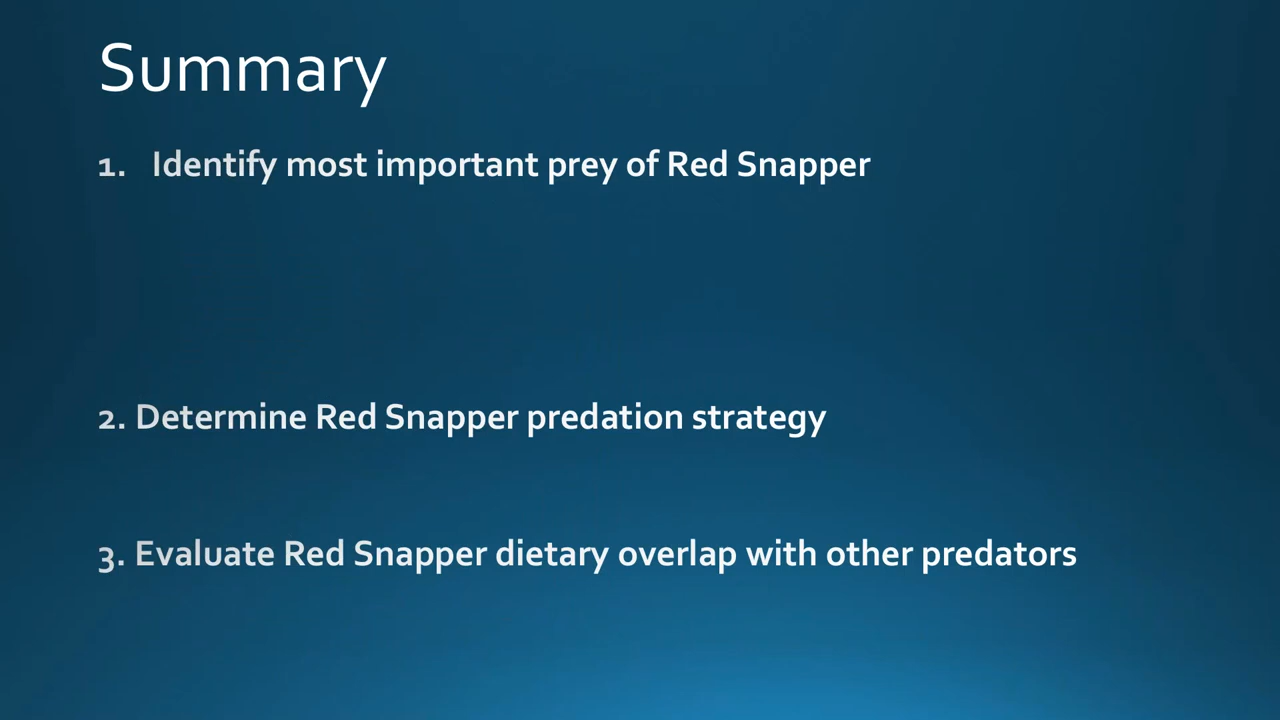 Summary
1. Identify most important prey of Red Snapper
2. Determine Red Snapper predation strategy
3. Evaluate Red Snapper dietary overlap with other predators